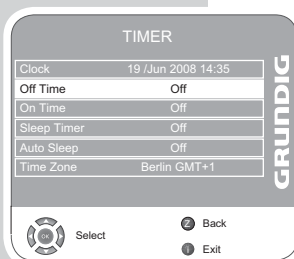 TIMER
Clock 19 /Jun 2008 14:35
Off Time Off
On Time Off
Sleep Timer Off
Auto Sleep Off
Time Zone Berlin GMT+1
GRUNDIG
OK Select
Z Back
i Exit